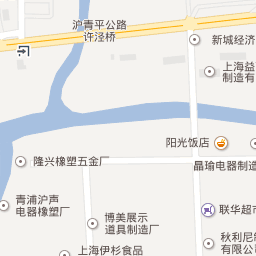 沪青平公路
许泾桥
新城经济
上海益
制造有
阳光饭店
隆兴橡塑五金厂
晶瑜电器制造
青浦沪声
电器橡塑厂
博美展示
道具制造厂
联华超市
秋利尼
有限公
上海伊杉食品